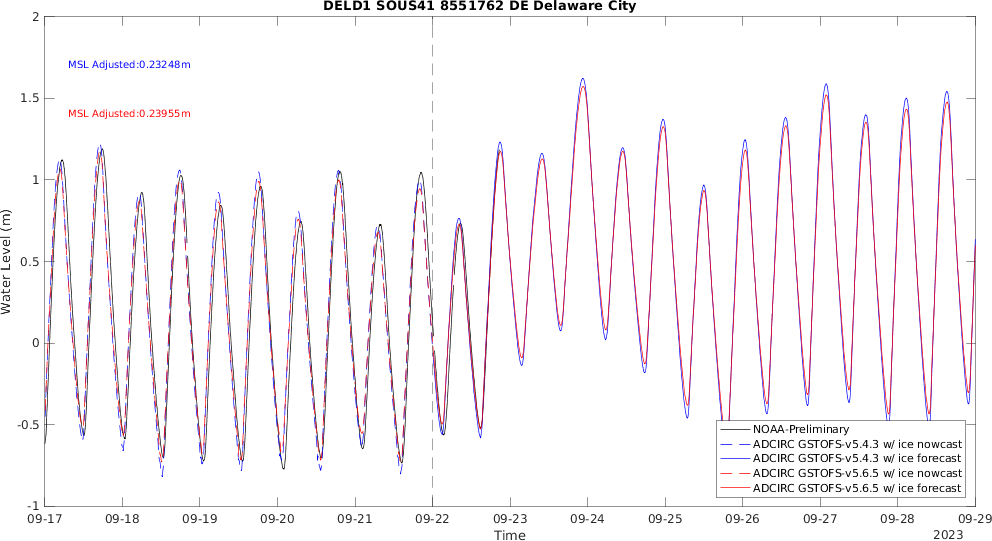 DELD1 SOUS41 8551762 DE Delaware City
2
1.5
1
0.5
0
-0.5
-1
Water Level (m)
MSL Adjusted:0.23248m
MSL Adjusted:0.23955m
NOAA-Preliminary
ADCIRC GSTOFS-v5.4.3 w/ ice nowcast
ADCIRC GSTOFS-v5.4.3 w/ ice forecast
ADCIRC GSTOFS-v5.6.5 w/ ice nowcast
ADCIRC GSTOFS-v5.6.5 w/ ice forecast
09-17 09-18 09-19 09-20 09-21 09-22 09-23 09-24 09-25 09-26 09-27 09-28 09-29
Time
2023